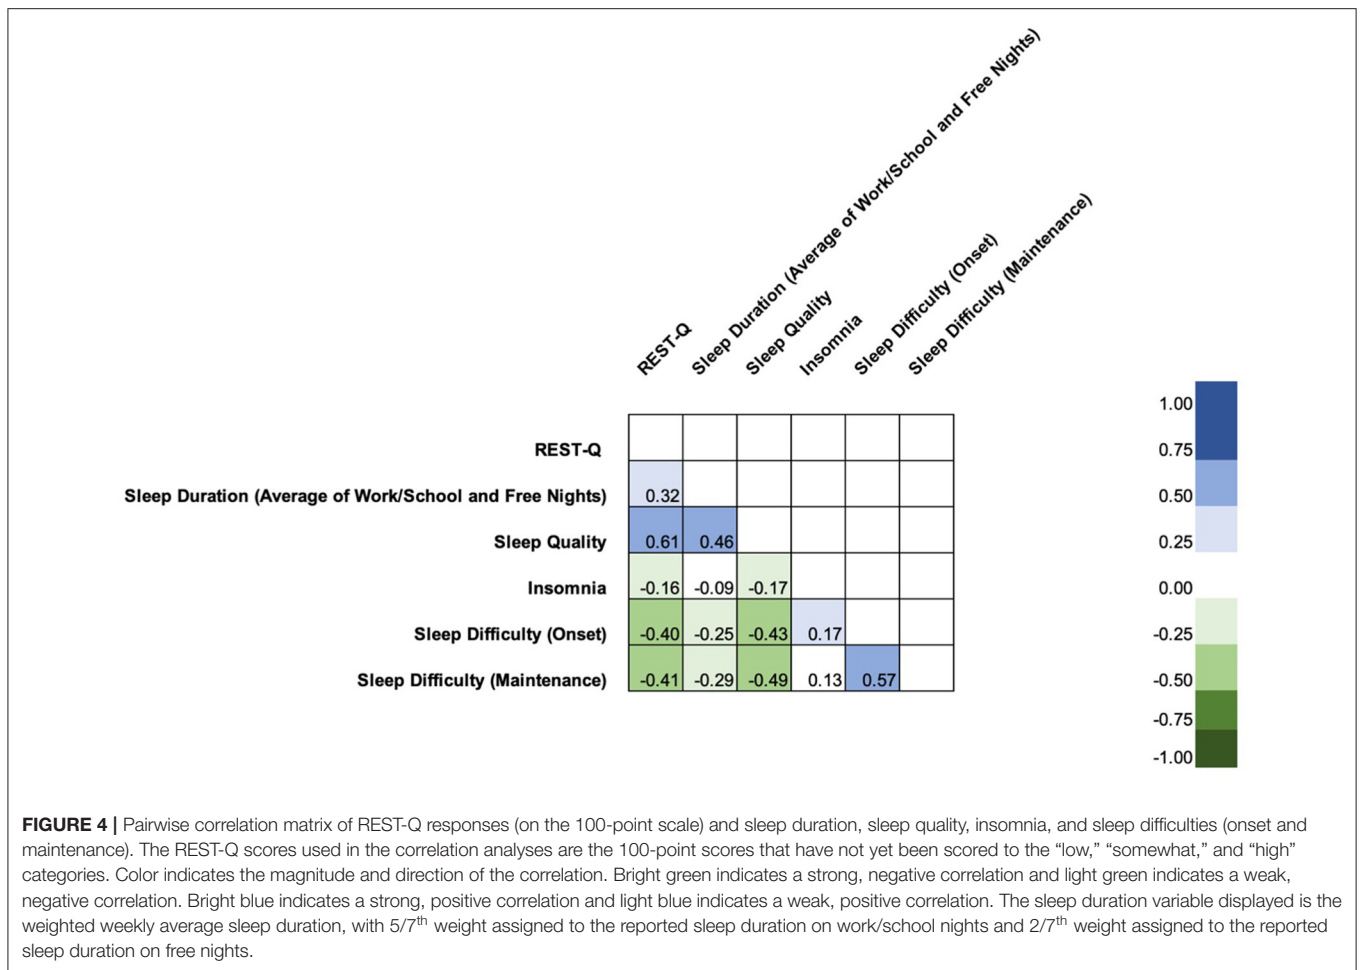 REST-Q
Sleep Duration (Average of Work/School and Free Nights)
Sleep Quality
Insomnia
Sleep Difficulty (Onset)
Sleep Difficulty (Maintenance)
REST-Q
Sleep Duration (Average of Work/School and Free Nights) 0.32
Sleep Quality 0.61 0.46
Insomnia -0.16 -0.09 -0.17
Sleep Difficulty (Onset) -0.40 -0.25 -0.43 0.17
Sleep Difficulty (Maintenance) -0.41 -0.29 -0.49 0.13 0.57
1.00
0.75
0.50
0.25
0.00
-0.25
-0.50
-0.75
-1.00
FIGURE 4 | Pairwise correlation matrix of REST-Q responses (on the 100-point scale) and sleep duration, sleep quality, insomnia, and sleep difficulties (onset and
maintenance). The REST-Q scores used in the correlation analyses are the 100-point scores that have not yet been scored to the “low,” “somewhat,” and “high”
categories. Color indicates the magnitude and direction of the correlation. Bright green indicates a strong, negative correlation and light green indicates a weak,
negative correlation. Bright blue indicates a strong, positive correlation and light blue indicates a weak, positive correlation. The sleep duration variable displayed is the
weighted weekly average sleep duration, with 5/7th weight assigned to the reported sleep duration on work/school nights and 2/7th weight assigned to the reported
sleep duration on free nights.